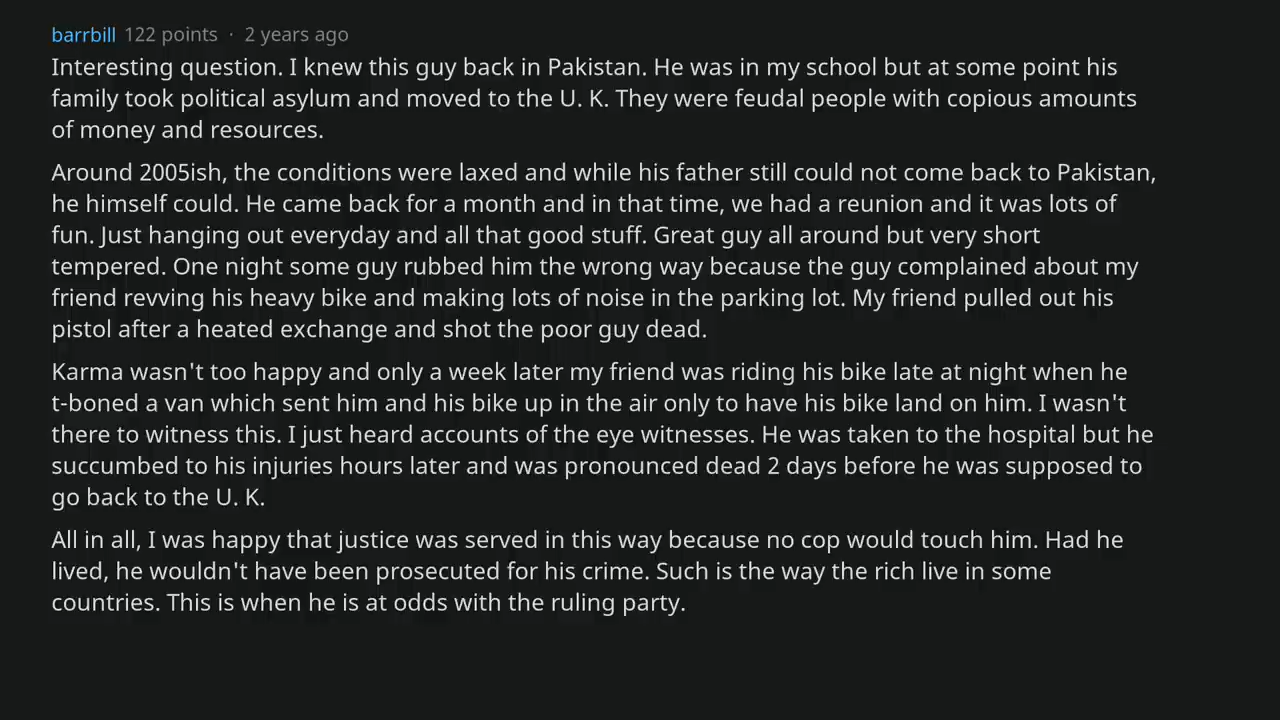 barrbill 122 points · 2 years ago
Interesting question. I knew this guy back in Pakistan. He was in my school but at some point his
family took political asylum and moved to the U. K. They were feudal people with copious amounts
of money and resources.
Around 2005ish, the conditions were laxed and while his father still could not come back to Pakistan,
he himself could. He came back for a month and in that time, we had a reunion and it was lots of
fun. Just hanging out everyday and all that good stuff. Great guy all around but very short
tempered. One night some guy rubbed him the wrong way because the guy complained about my
friend revving his heavy bike and making lots of noise in the parking lot. My friend pulled out his
pistol after a heated exchange and shot the poor guy dead.
Karma wasn't too happy and only a week later my friend was riding his bike late at night when he
t-boned a van which sent him and his bike up in the air only to have his bike land on him. I wasn't
there to witness this. I just heard accounts of the eye witnesses. He was taken to the hospital but he
succumbed to his injuries hours later and was pronounced dead 2 days before he was supposed to
go back to the U. K.
All in all, I was happy that justice was served in this way because no cop would touch him. Had he
lived, he wouldn't have been prosecuted for his crime. Such is the way the rich live in some
countries. This is when he is at odds with the ruling party.